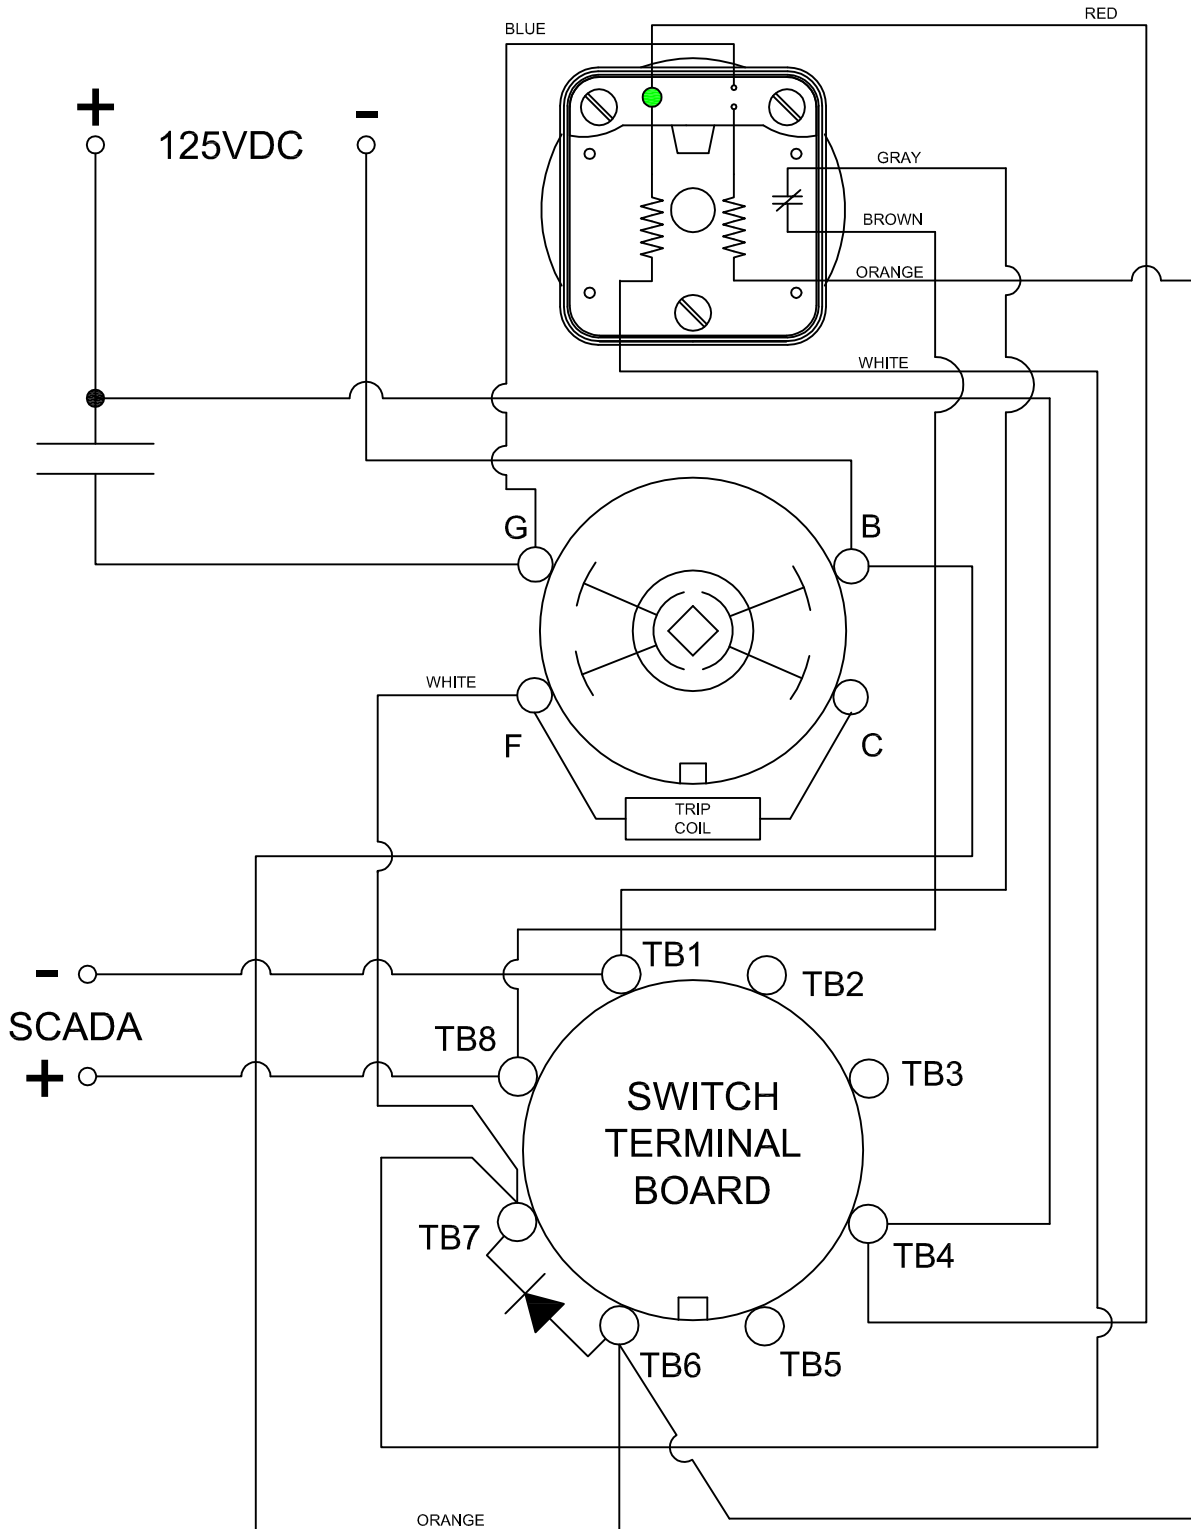 RED
BLUE
+
-
125VDC
GRAY
BROWN
ORANGE
WHITE
G
B
WHITE
F
C
TRIP
COIL
TB1
TB2
-
SCADA
+
TB8
TB3
SWITCH
TERMINAL
BOARD
TB7
TB4
TB6
TB5
ORANGE